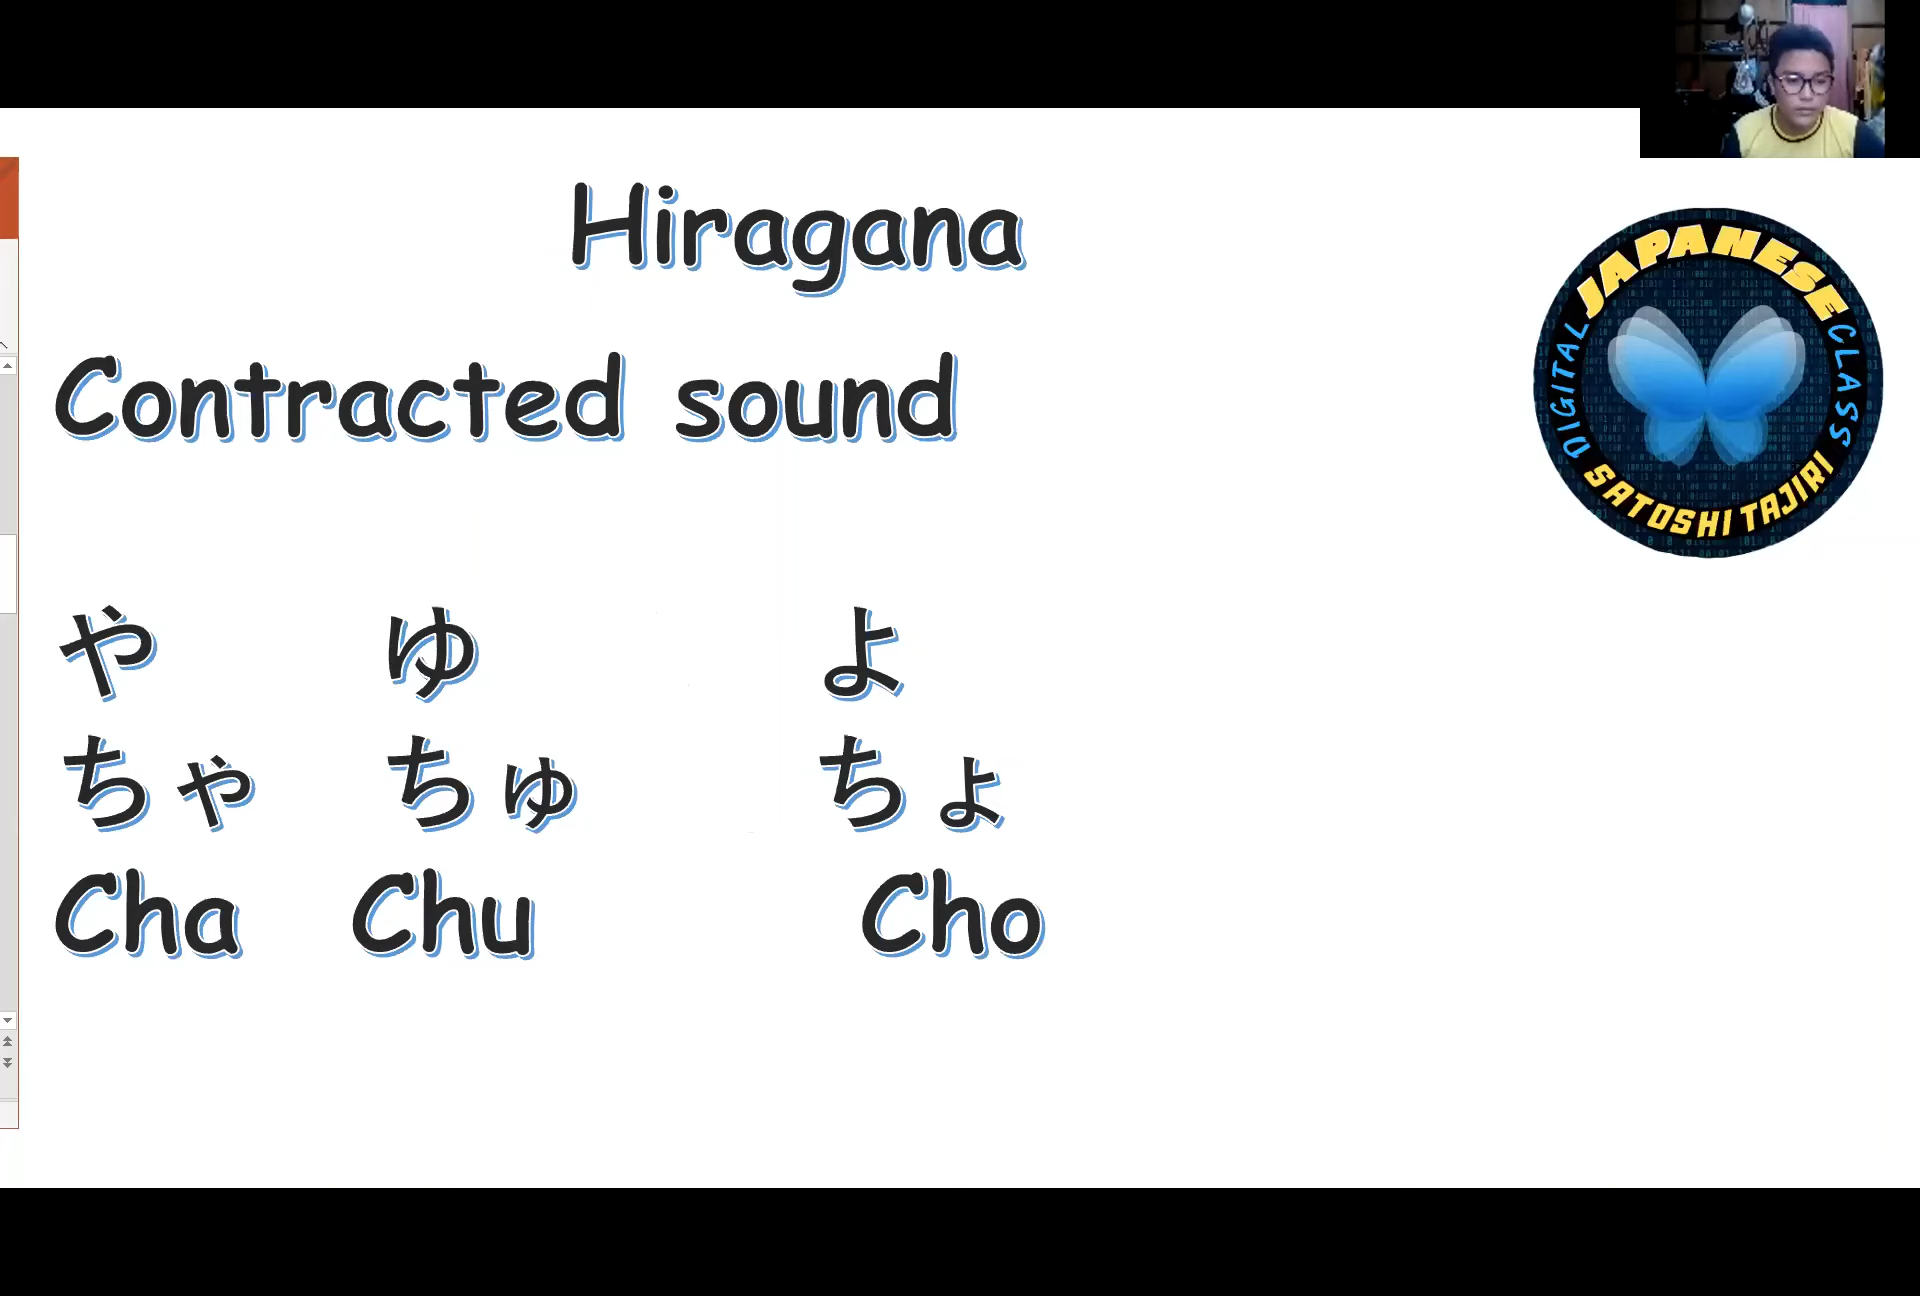 Hiragana
Contracted sound
や ゆ よ
ちゃ ちゅ ちょ
Cha Chu Cho
DIGITAL JAPANESE CLASS
SATOSHI TAJIRI